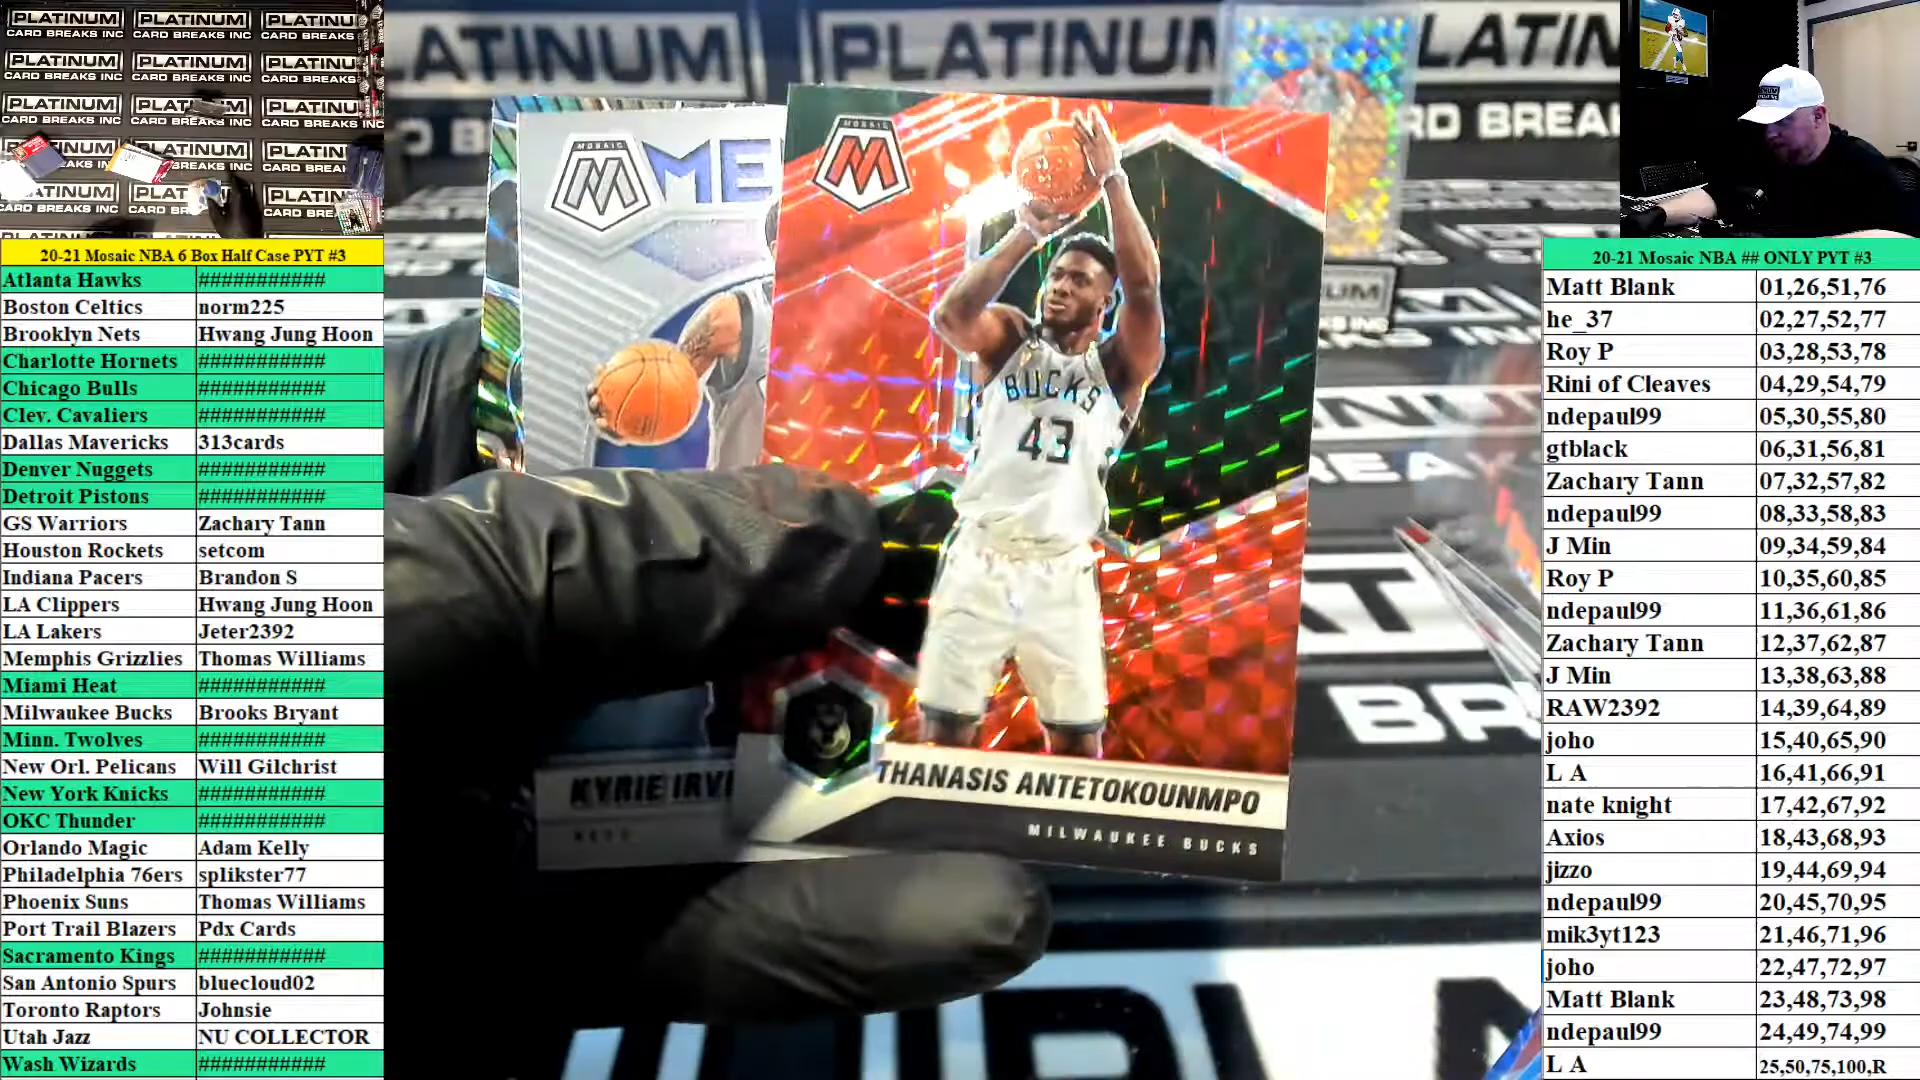 PLATINUM PLATINUM PLATINUM
CARD BREAKS INC CARD BREAKS INC CARD BREAKS
20-21 Mosaic NBA 6 Box Half Case PYT #3
Atlanta Hawks ###########
Boston Celtics norm225
Brooklyn Nets Hwang Jung Hoon
Charlotte Hornets ###########
Chicago Bulls ###########
Clev. Cavaliers ###########
Dallas Mavericks 313cards
Denver Nuggets ###########
Detroit Pistons ###########
GS Warriors Zachary Tann
Houston Rockets setcom
Indiana Pacers Brandon S
LA Clippers Hwang Jung Hoon
LA Lakers Jeter2392
Memphis Grizzlies Thomas Williams
Miami Heat ###########
Milwaukee Bucks Brooks Bryant
Minn. Twolves ###########
New Orl. Pelicans Will Gilchrist
New York Knicks ###########
OKC Thunder ###########
Orlando Magic Adam Kelly
Philadelphia 76ers splikster77
Phoenix Suns Thomas Williams
Port Trail Blazers Pdx Cards
Sacramento Kings ###########
San Antonio Spurs bluecloud02
Toronto Raptors Johnsie
Utah Jazz NU COLLECTOR
Wash Wizards ###########
MOSAIC
ME
KYRIE IRVI
MOSAIC
BUCKS
43
THANASIS ANTETOKOUNMPO
MILWAUKEE BUCKS
20-21 Mosaic NBA ## ONLY PYT #3
Matt Blank 01,26,51,76
he_37 02,27,52,77
Roy P 03,28,53,78
Rini of Cleaves 04,29,54,79
ndepaul99 05,30,55,80
gtblack 06,31,56,81
Zachary Tann 07,32,57,82
ndepaul99 08,33,58,83
J Min 09,34,59,84
Roy P 10,35,60,85
ndepaul99 11,36,61,86
Zachary Tann 12,37,62,87
J Min 13,38,63,88
RAW2392 14,39,64,89
joho 15,40,65,90
L A 16,41,66,91
nate knight 17,42,67,92
Axios 18,43,68,93
jizzo 19,44,69,94
ndepaul99 20,45,70,95
mik3yt123 21,46,71,96
joho 22,47,72,97
Matt Blank 23,48,73,98
ndepaul99 24,49,74,99
L A 25,50,75,100,R